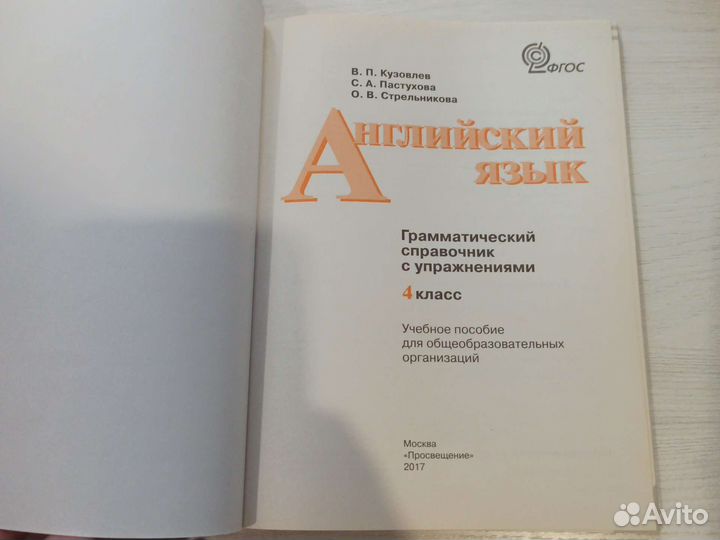 ФГОС
В. П. Кузовлев
С. А. Пастухова
О. В. Стрельникова
Английский
язык
Грамматический
справочник
с упражнениями
4 класс
Учебное пособие
для общеобразовательных
организаций
Москва
«Просвещение»
2017
Avito